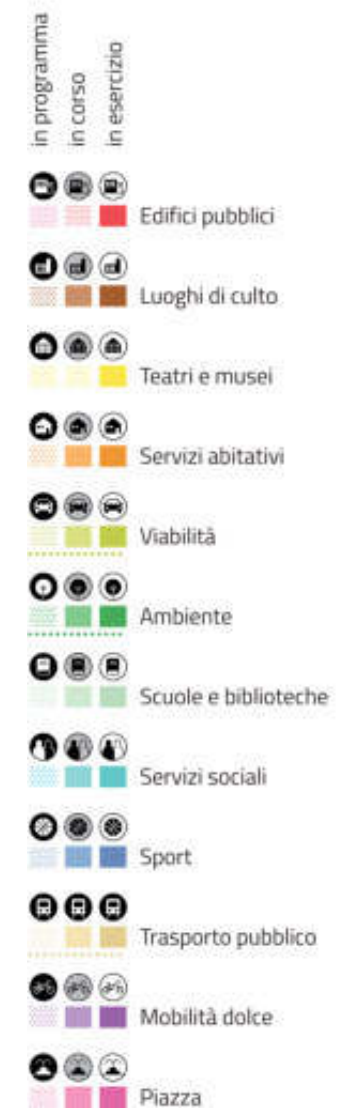 in programma
in corso
in esercizio
Edifici pubblici
Luoghi di culto
Teatri e musei
Servizi abitativi
Viabilità
Ambiente
Scuole e biblioteche
Servizi sociali
Sport
Trasporto pubblico
Mobilità dolce
Piazza